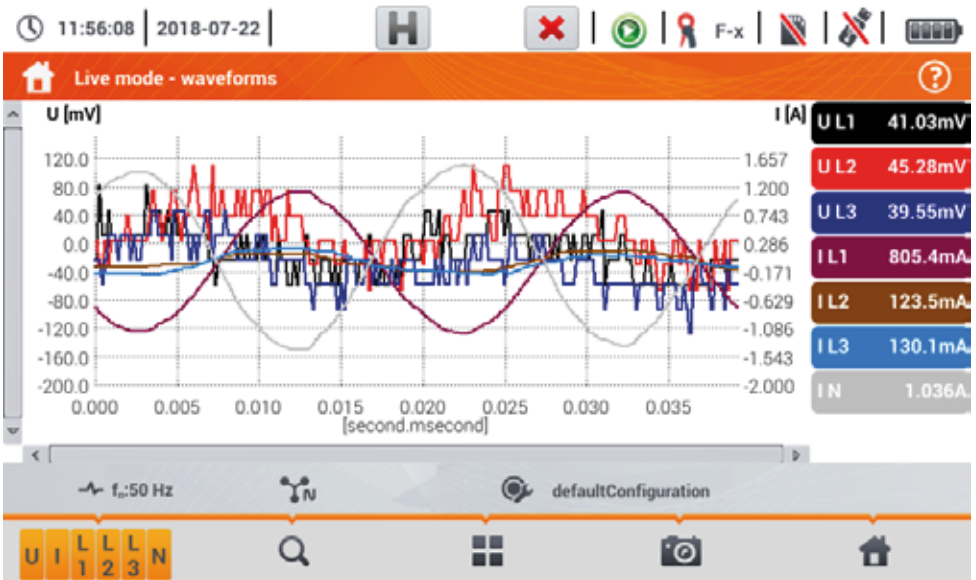 11:56:08 2018-07-22 H F-x
Live mode - waveforms ?
U [mV] I [A]
120.0
80.0
40.0
0.0
-40.0
-80.0
-120.0
-160.0
-200.0
1.657
1.200
0.743
0.286
-0.171
-0.629
-1.086
-1.543
-2.000
0.000 0.005 0.010 0.015 0.020 0.025 0.030 0.035
[second.msecond]
U L1 41.03mV
U L2 45.28mV
U L3 39.55mV
I L1 805.4mA
I L2 123.5mA
I L3 130.1mA
I N 1.036A
fn:50 Hz N defaultConfiguration
U I L1 L2 L3 N